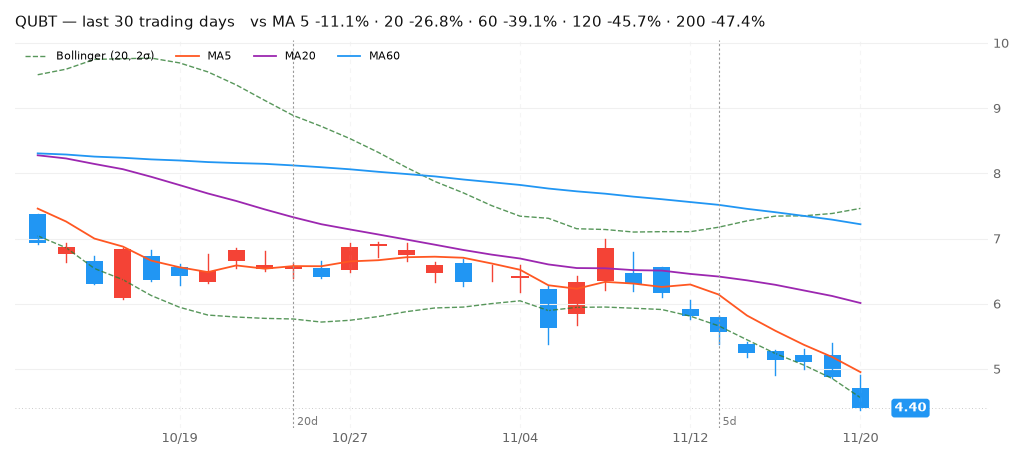 QUBT — last 30 trading days   vs MA 5 -11.1% · 20 -26.8% · 60 -39.1% · 120 -45.7% · 200 -47.4%
Bollinger (20, 2σ)   MA5   MA20   MA60
10
9
8
7
6
5
4.40
20d   5d
10/19   10/27   11/04   11/12   11/20